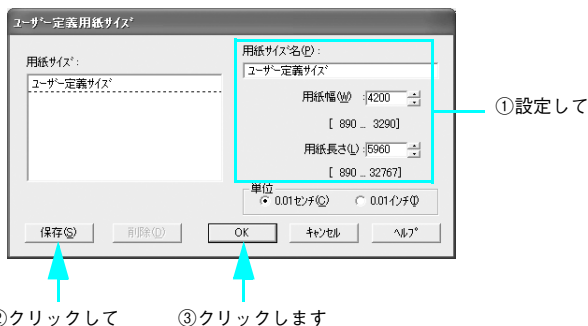 ユーザー定義用紙サイズ
用紙サイズ:
ユーザー定義サイズ
用紙サイズ名(P):
ユーザー定義サイズ
用紙幅(W) :4200
[ 890 .. 3290]
用紙長さ(L):5960
[ 890 .. 32767]
単位
0.01センチ(C) 0.01インチ(I)
保存(S) 削除(D) OK キャンセル ヘルプ
①設定して
②クリックして ③クリックします